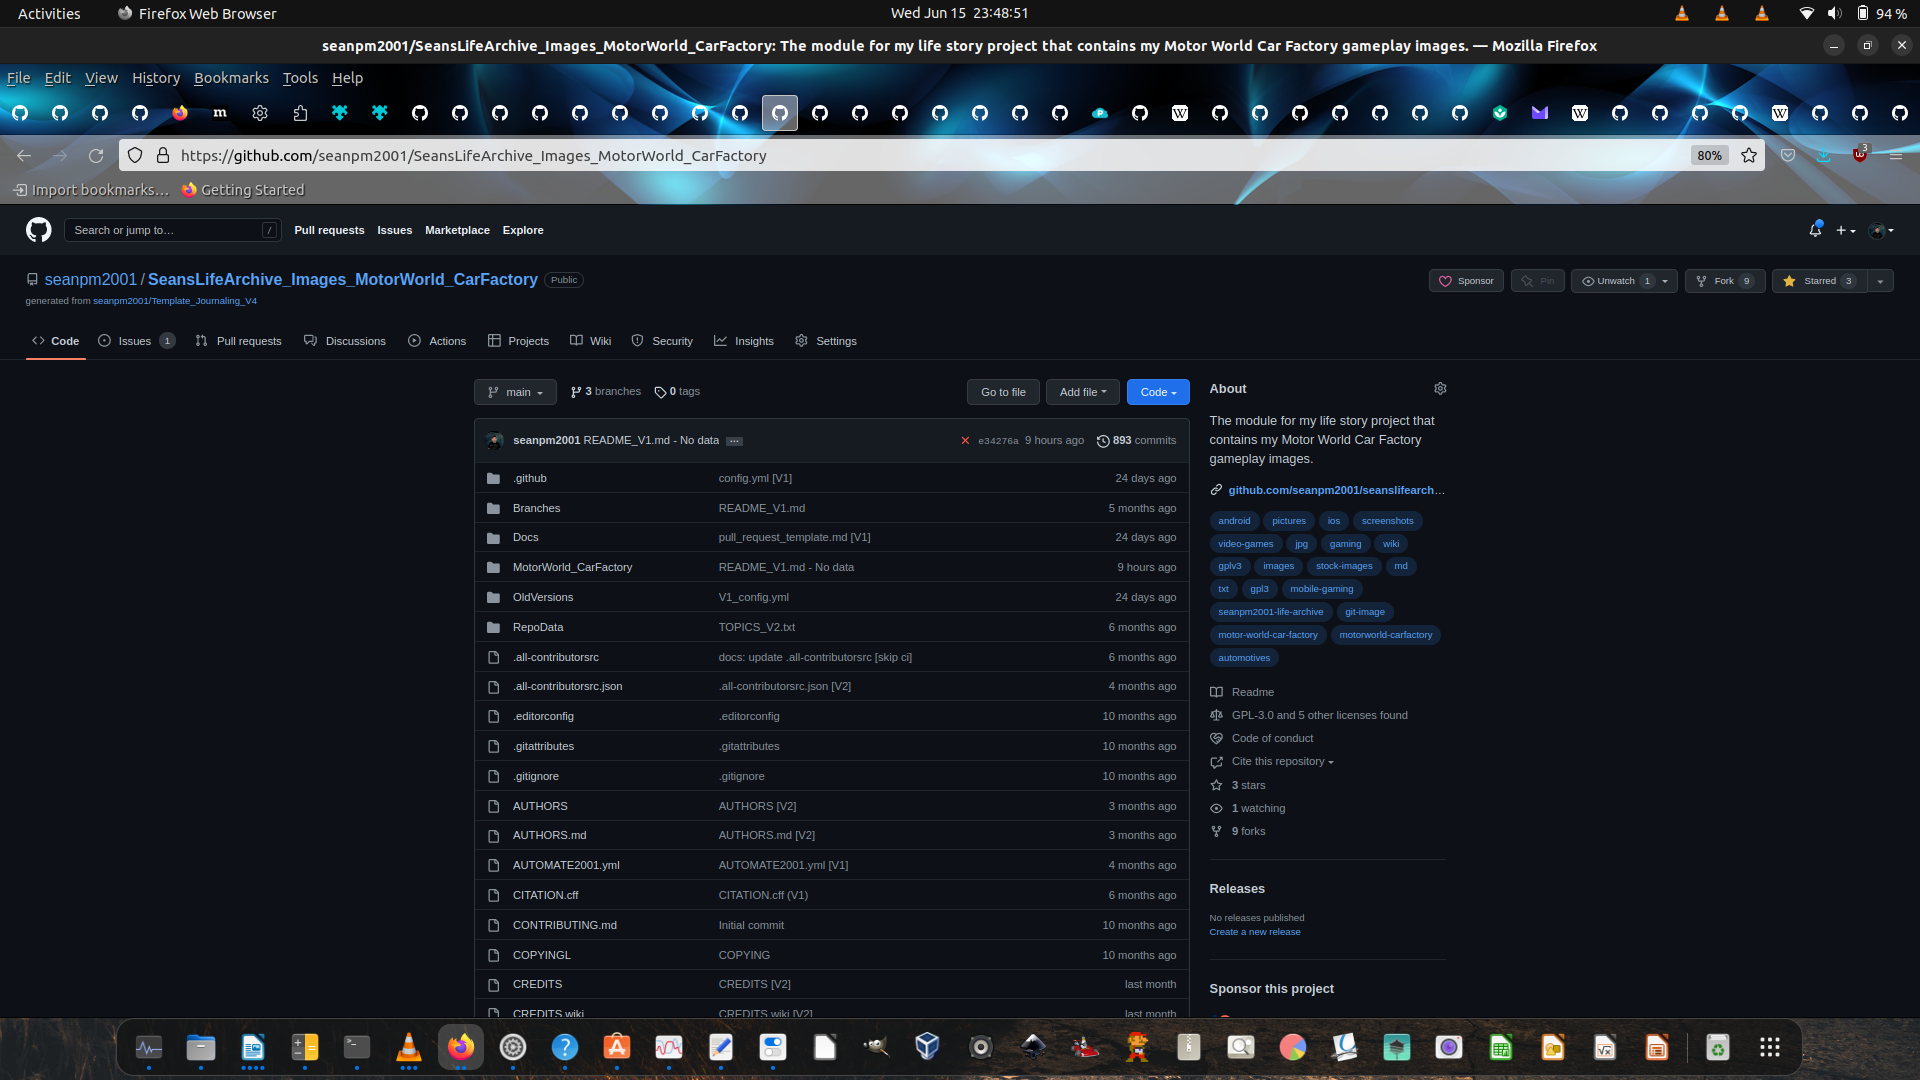 Activities Firefox Web Browser Wed Jun 15 23:48:51 94 %
seanpm2001/SeansLifeArchive_Images_MotorWorld_CarFactory: The module for my life story project that contains my Motor World Car Factory gameplay images. — Mozilla Firefox
File Edit View History Bookmarks Tools Help
https://github.com/seanpm2001/SeansLifeArchive_Images_MotorWorld_CarFactory 80% 3
Import bookmarks… Getting Started
Search or jump to… / Pull requests Issues Marketplace Explore
seanpm2001 / SeansLifeArchive_Images_MotorWorld_CarFactory Public Sponsor Pin Unwatch 1 Fork 9 Starred 3
generated from seanpm2001/Template_Journaling_V4
Code Issues 1 Pull requests Discussions Actions Projects Wiki Security Insights Settings
main 3 branches 0 tags Go to file Add file Code
seanpm2001 README_V1.md - No data … e34276a 9 hours ago 893 commits
.github config.yml [V1] 24 days ago
Branches README_V1.md 5 months ago
Docs pull_request_template.md [V1] 24 days ago
MotorWorld_CarFactory README_V1.md - No data 9 hours ago
OldVersions V1_config.yml 24 days ago
RepoData TOPICS_V2.txt 6 months ago
.all-contributorsrc docs: update .all-contributorsrc [skip ci] 6 months ago
.all-contributorsrc.json .all-contributorsrc.json [V2] 4 months ago
.editorconfig .editorconfig 10 months ago
.gitattributes .gitattributes 10 months ago
.gitignore .gitignore 10 months ago
AUTHORS AUTHORS [V2] 3 months ago
AUTHORS.md AUTHORS.md [V2] 3 months ago
AUTOMATE2001.yml AUTOMATE2001.yml [V1] 4 months ago
CITATION.cff CITATION.cff (V1) 6 months ago
CONTRIBUTING.md Initial commit 10 months ago
COPYINGL COPYING 10 months ago
CREDITS CREDITS [V2] last month
CREDITS.wiki CREDITS.wiki [V2] last month
About
The module for my life story project that
contains my Motor World Car Factory
gameplay images.
github.com/seanpm2001/seanslifearch…
android pictures ios screenshots
video-games jpg gaming wiki
gplv3 images stock-images md
txt gpl3 mobile-gaming
seanpm2001-life-archive git-image
motor-world-car-factory motorworld-carfactory
automotives
Readme
GPL-3.0 and 5 other licenses found
Code of conduct
Cite this repository
3 stars
1 watching
9 forks
Releases
No releases published
Create a new release
Sponsor this project